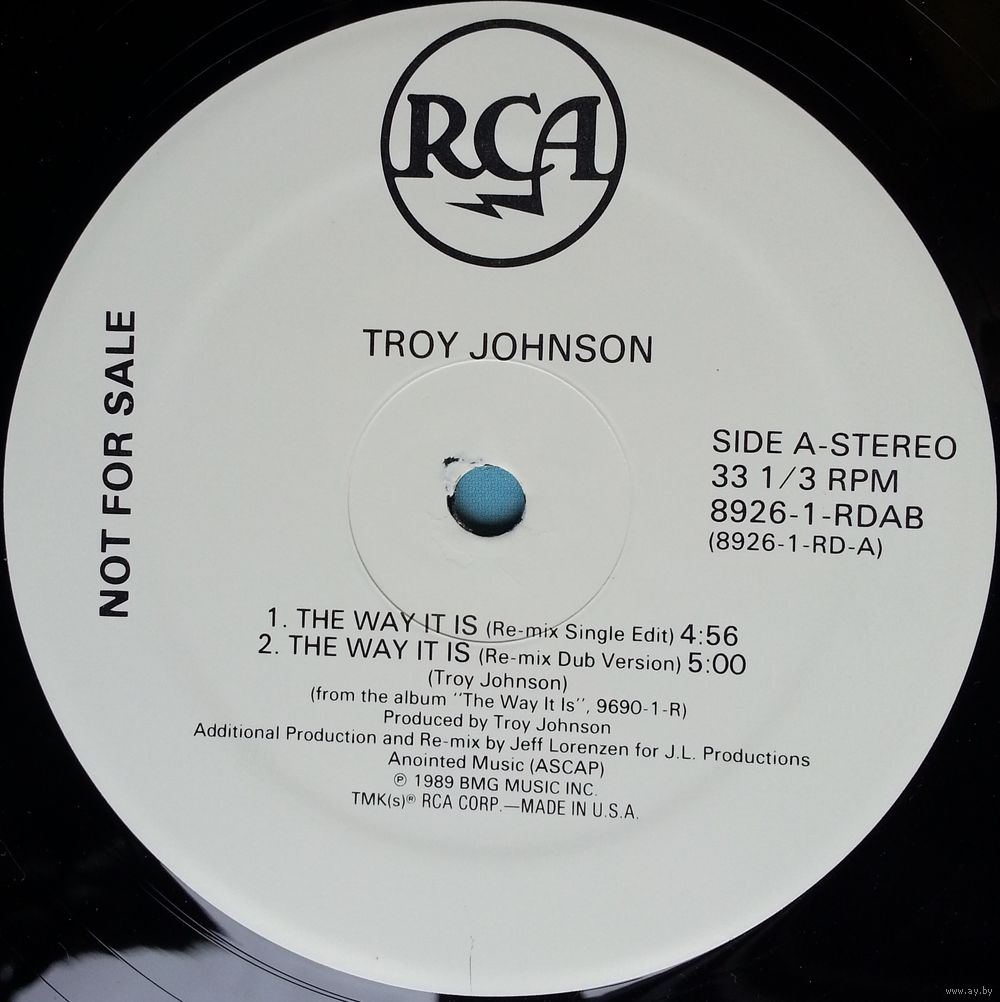 RCA
TROY JOHNSON
NOT FOR SALE
SIDE A-STEREO
33 1/3 RPM
8926-1-RDAB
(8926-1-RD-A)
1. THE WAY IT IS (Re-mix Single Edit) 4:56
2. THE WAY IT IS (Re-mix Dub Version) 5:00
(Troy Johnson)
(from the album "The Way It Is", 9690-1-R)
Produced by Troy Johnson
Additional Production and Re-mix by Jeff Lorenzen for J.L. Productions
Anointed Music (ASCAP)
℗ 1989 BMG MUSIC INC.
TMK(s)® RCA CORP.—MADE IN U.S.A.
www.ay.by